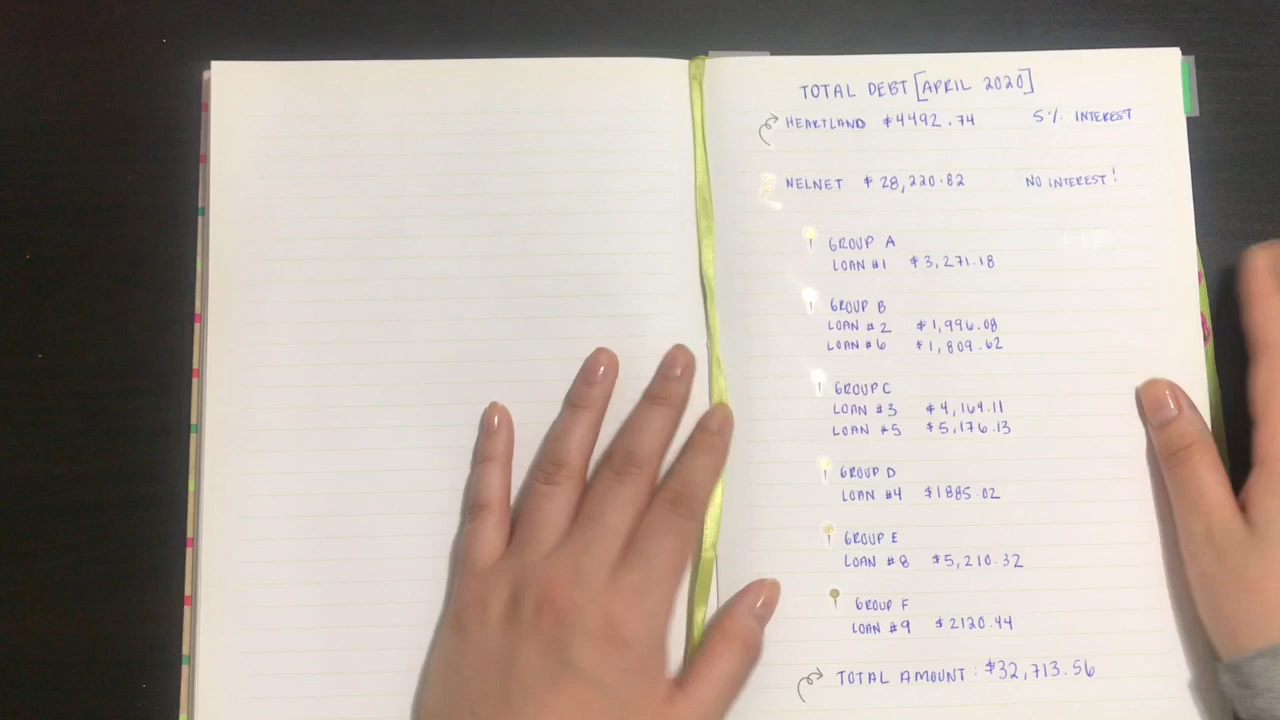 TOTAL DEBT [APRIL 2020]
HEARTLAND $4492.74 5% INTEREST
NELNET $28,220.82 NO INTEREST!
GROUP A
LOAN #1 $3,271.18
GROUP B
LOAN #2 $1,996.08
LOAN #6 $1,809.62
GROUP C
LOAN #3 $4,164.11
LOAN #5 $5,176.13
GROUP D
LOAN #4 $1885.02
GROUP E
LOAN #8 $5,210.32
GROUP F
LOAN #9 $2120.44
TOTAL AMOUNT: $32,713.56